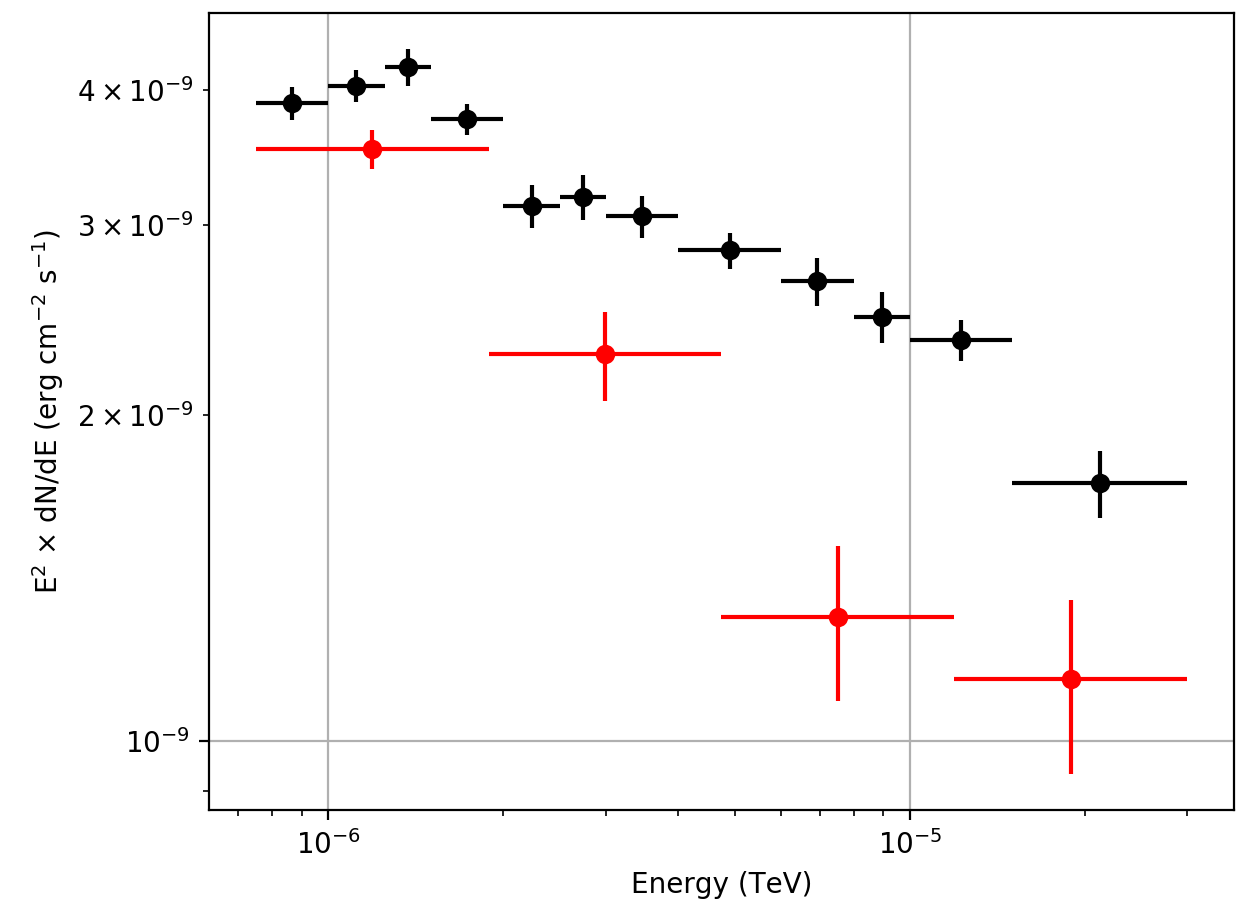 4 × 10⁻⁹
3 × 10⁻⁹
2 × 10⁻⁹
10⁻⁹
E² × dN/dE (erg cm⁻² s⁻¹)
10⁻⁶
10⁻⁵
Energy (TeV)